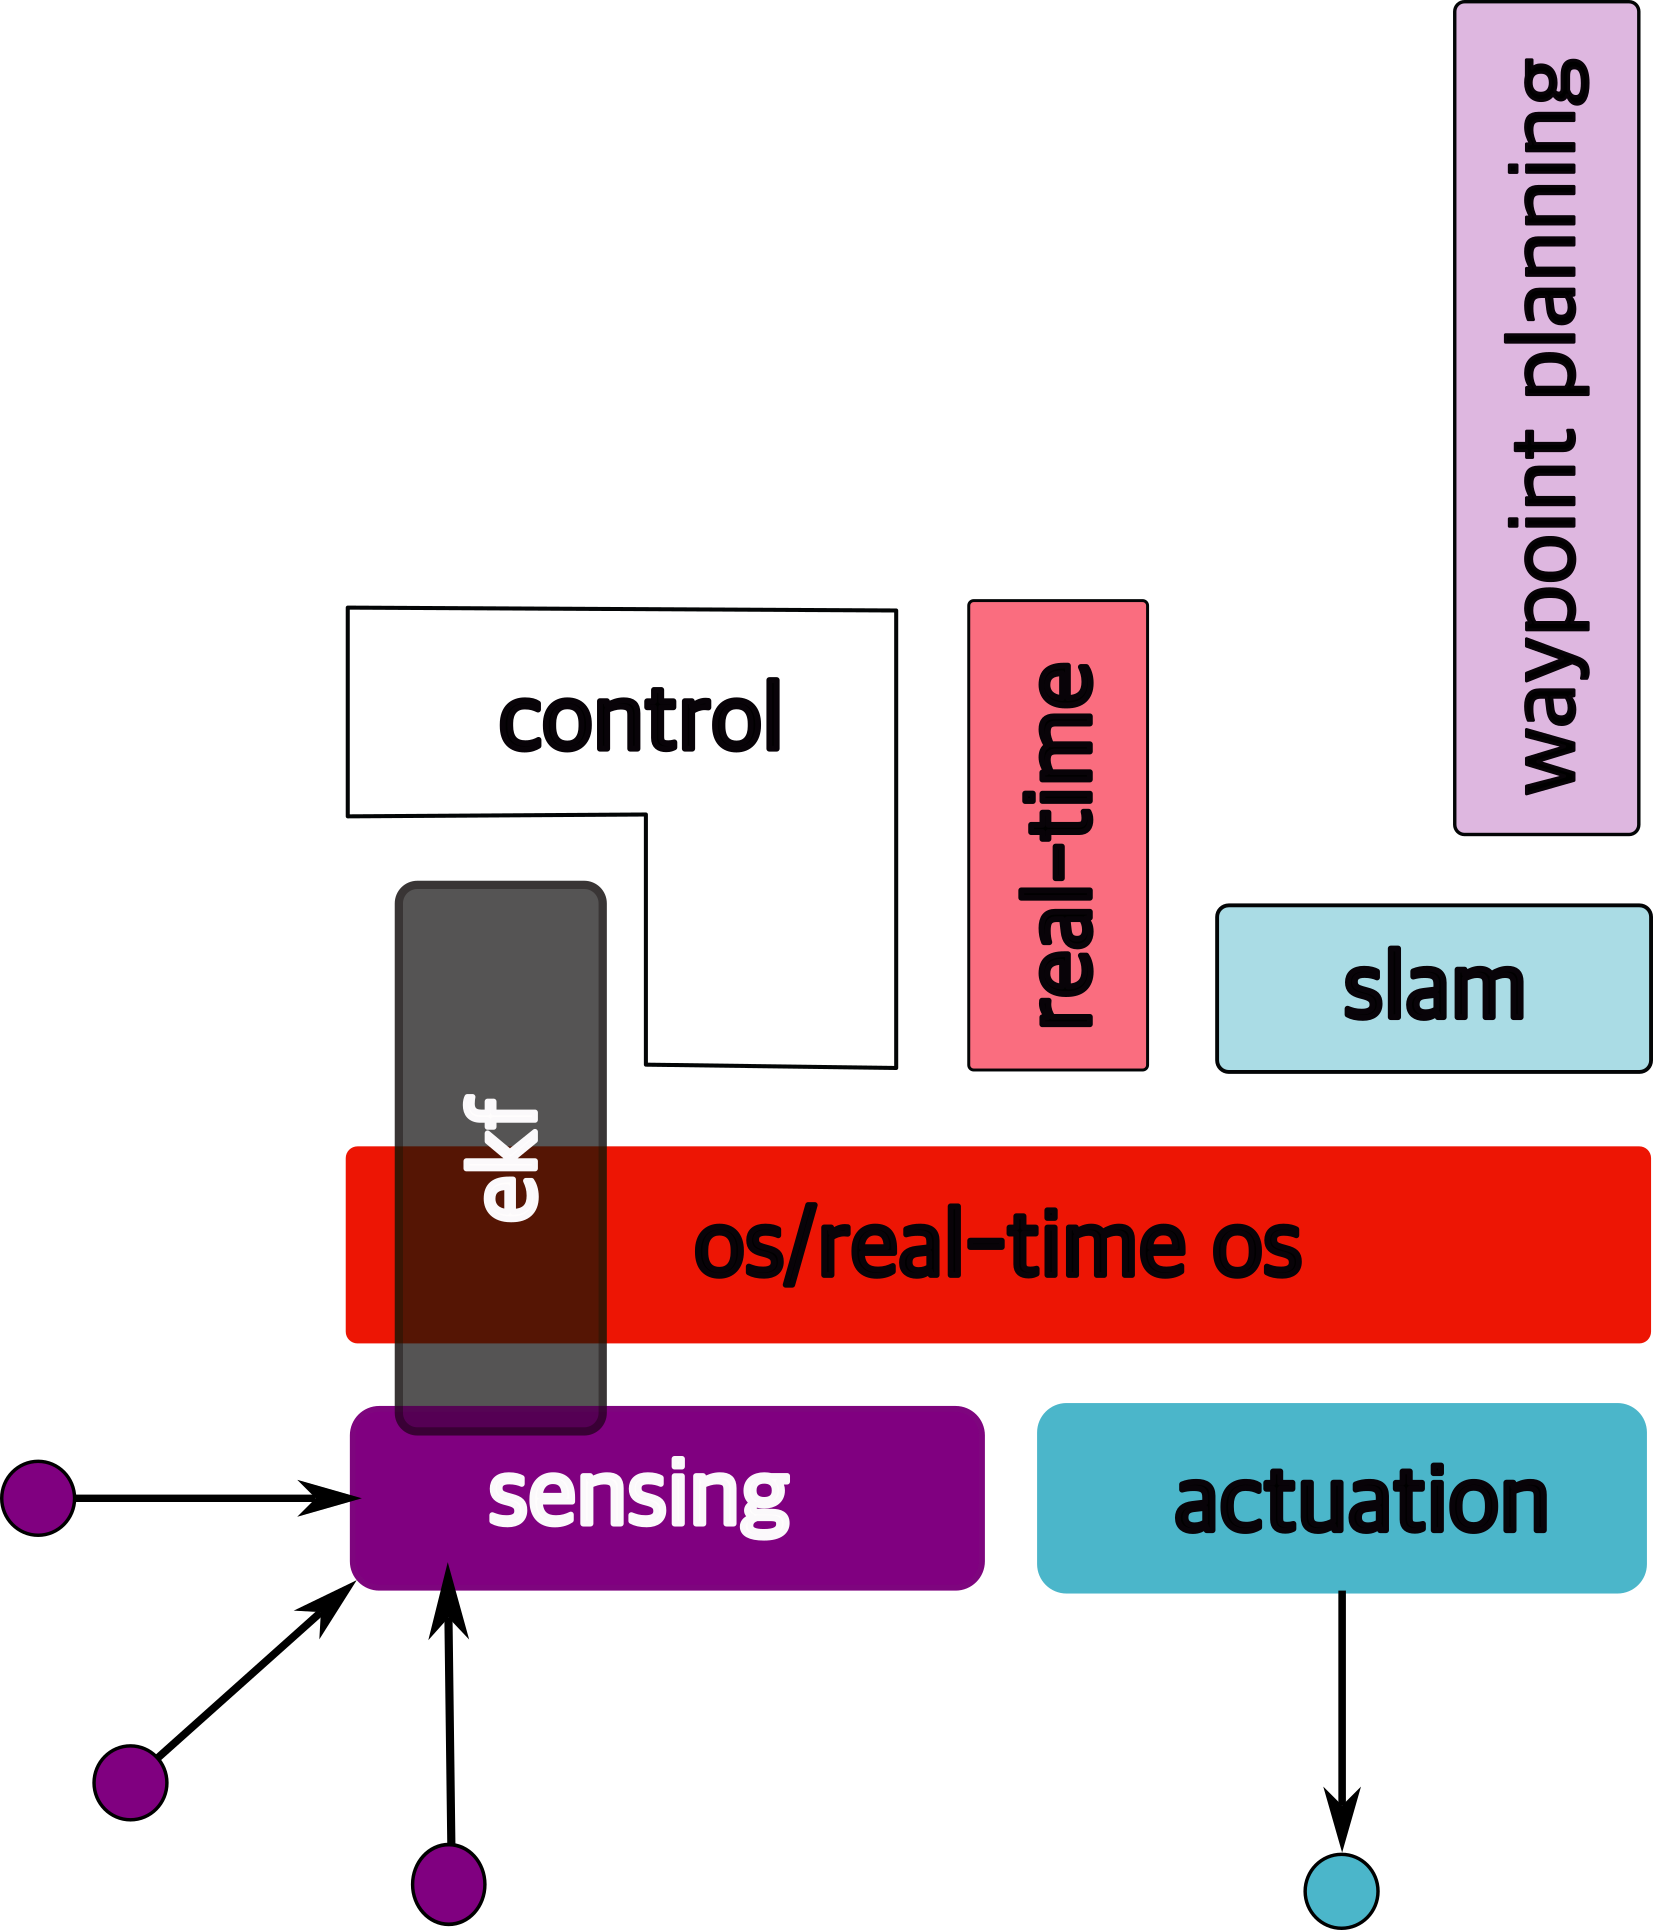 waypoint planning
control
real-time
slam
ekf
os/real-time os
sensing
actuation